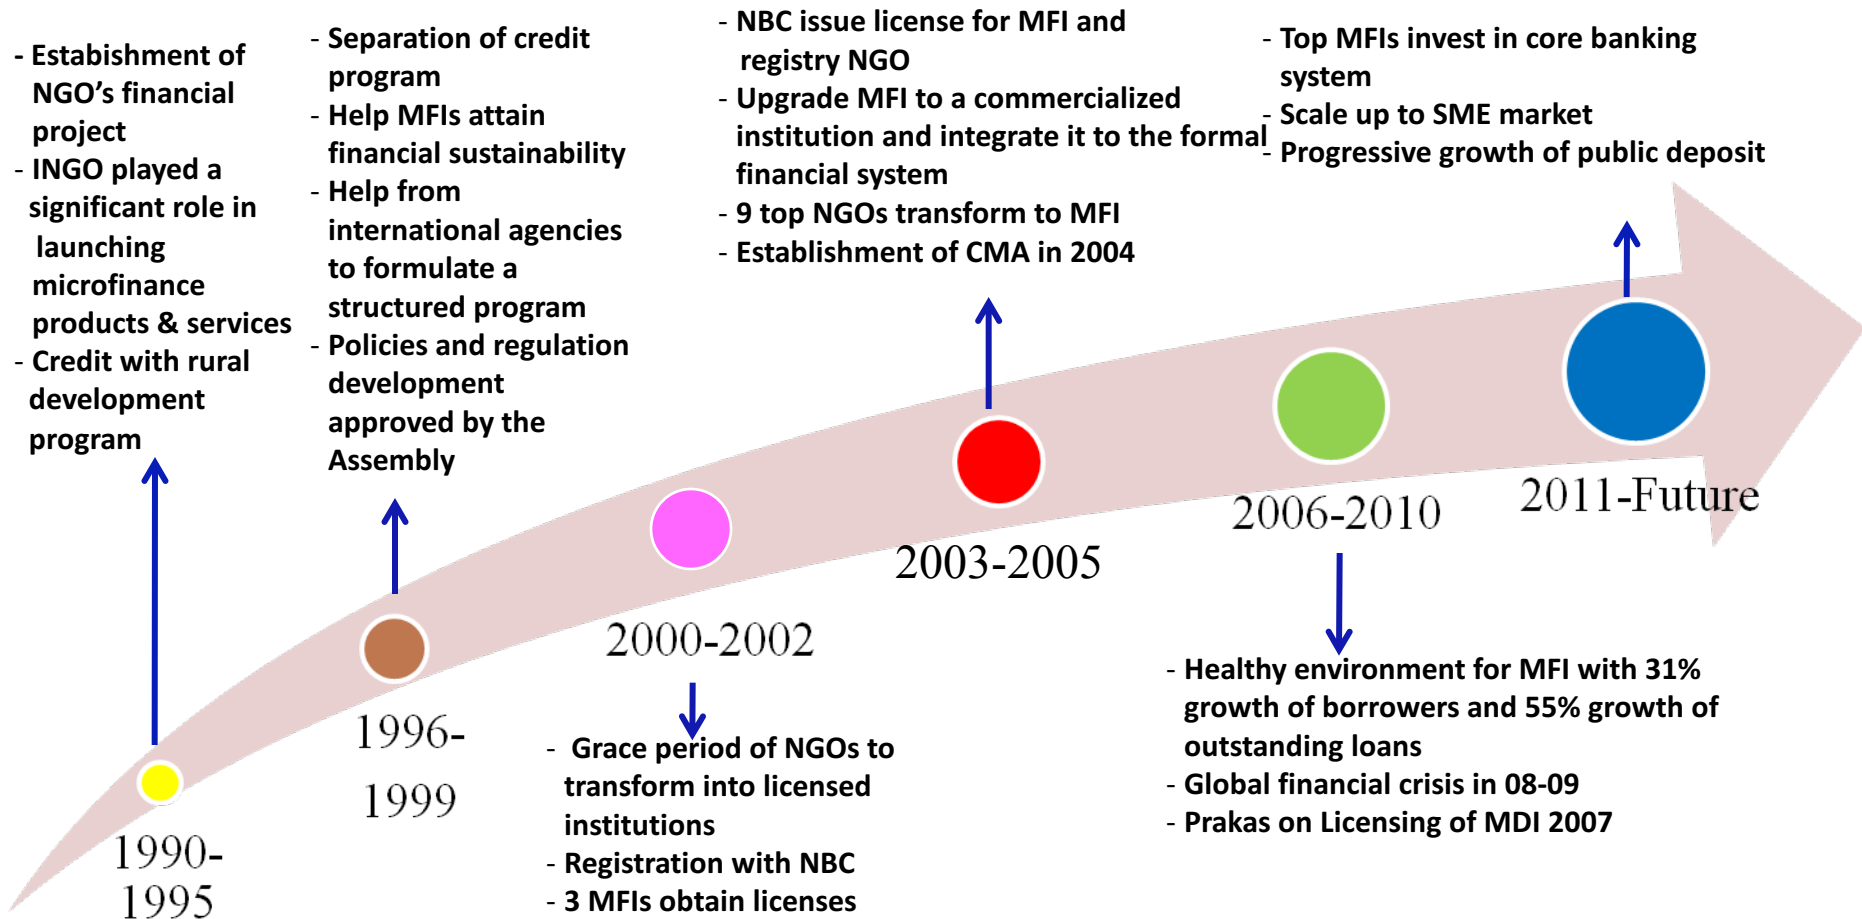 - Estabishment of
NGO’s financial
project
- INGO played a
significant role in
launching
microfinance
products & services
- Credit with rural
development
program
- Separation of credit
program
- Help MFIs attain
financial sustainability
- Help from
international agencies
to formulate a
structured program
- Policies and regulation
development
approved by the
Assembly
- NBC issue license for MFI and
registry NGO
- Upgrade MFI to a commercialized
institution and integrate it to the formal
financial system
- 9 top NGOs transform to MFI
- Establishment of CMA in 2004
- Top MFIs invest in core banking
system
- Scale up to SME market
- Progressive growth of public deposit
1990-
1995
1996-
1999
2000-2002
2003-2005
2006-2010
2011-Future
- Grace period of NGOs to
transform into licensed
institutions
- Registration with NBC
- 3 MFIs obtain licenses
- Healthy environment for MFI with 31%
growth of borrowers and 55% growth of
outstanding loans
- Global financial crisis in 08-09
- Prakas on Licensing of MDI 2007